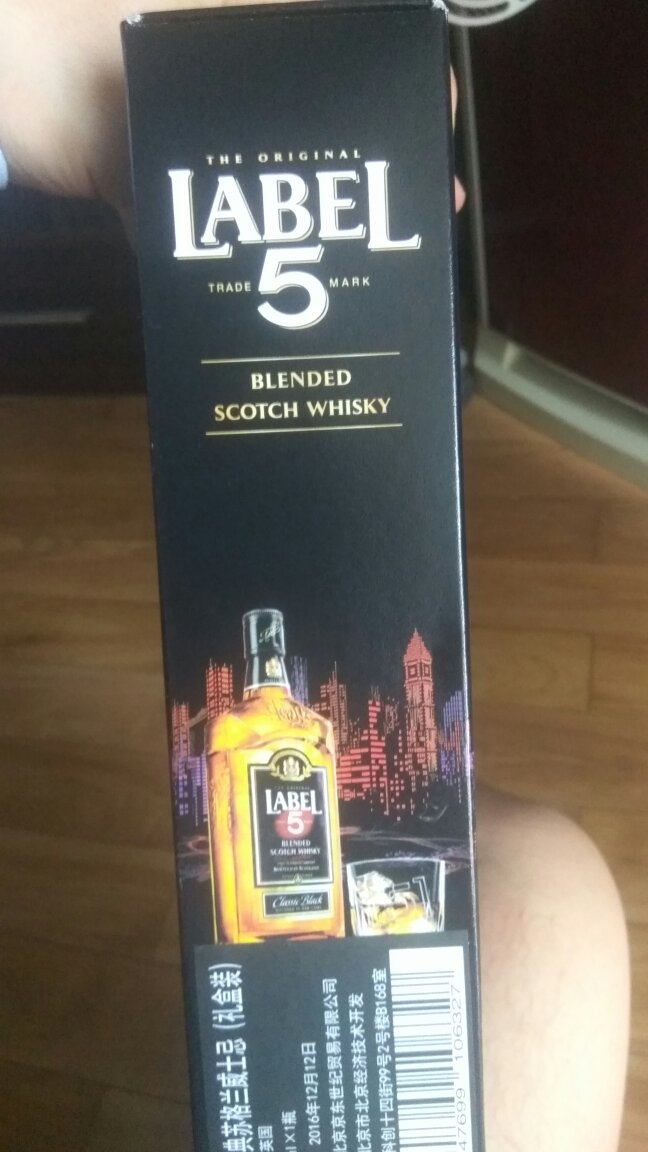 THE ORIGINAL
LABEL
5
TRADE MARK
BLENDED
SCOTCH WHISKY
LABEL
5
BLENDED
SCOTCH WHISKY
Classic Black
典苏格兰威士忌（礼盒装）
英国
×1瓶
2016年12月12日
北京京东世纪贸易有限公司
北京市北京经济技术开发
科创十四街99号2号楼B168室
47699 106327